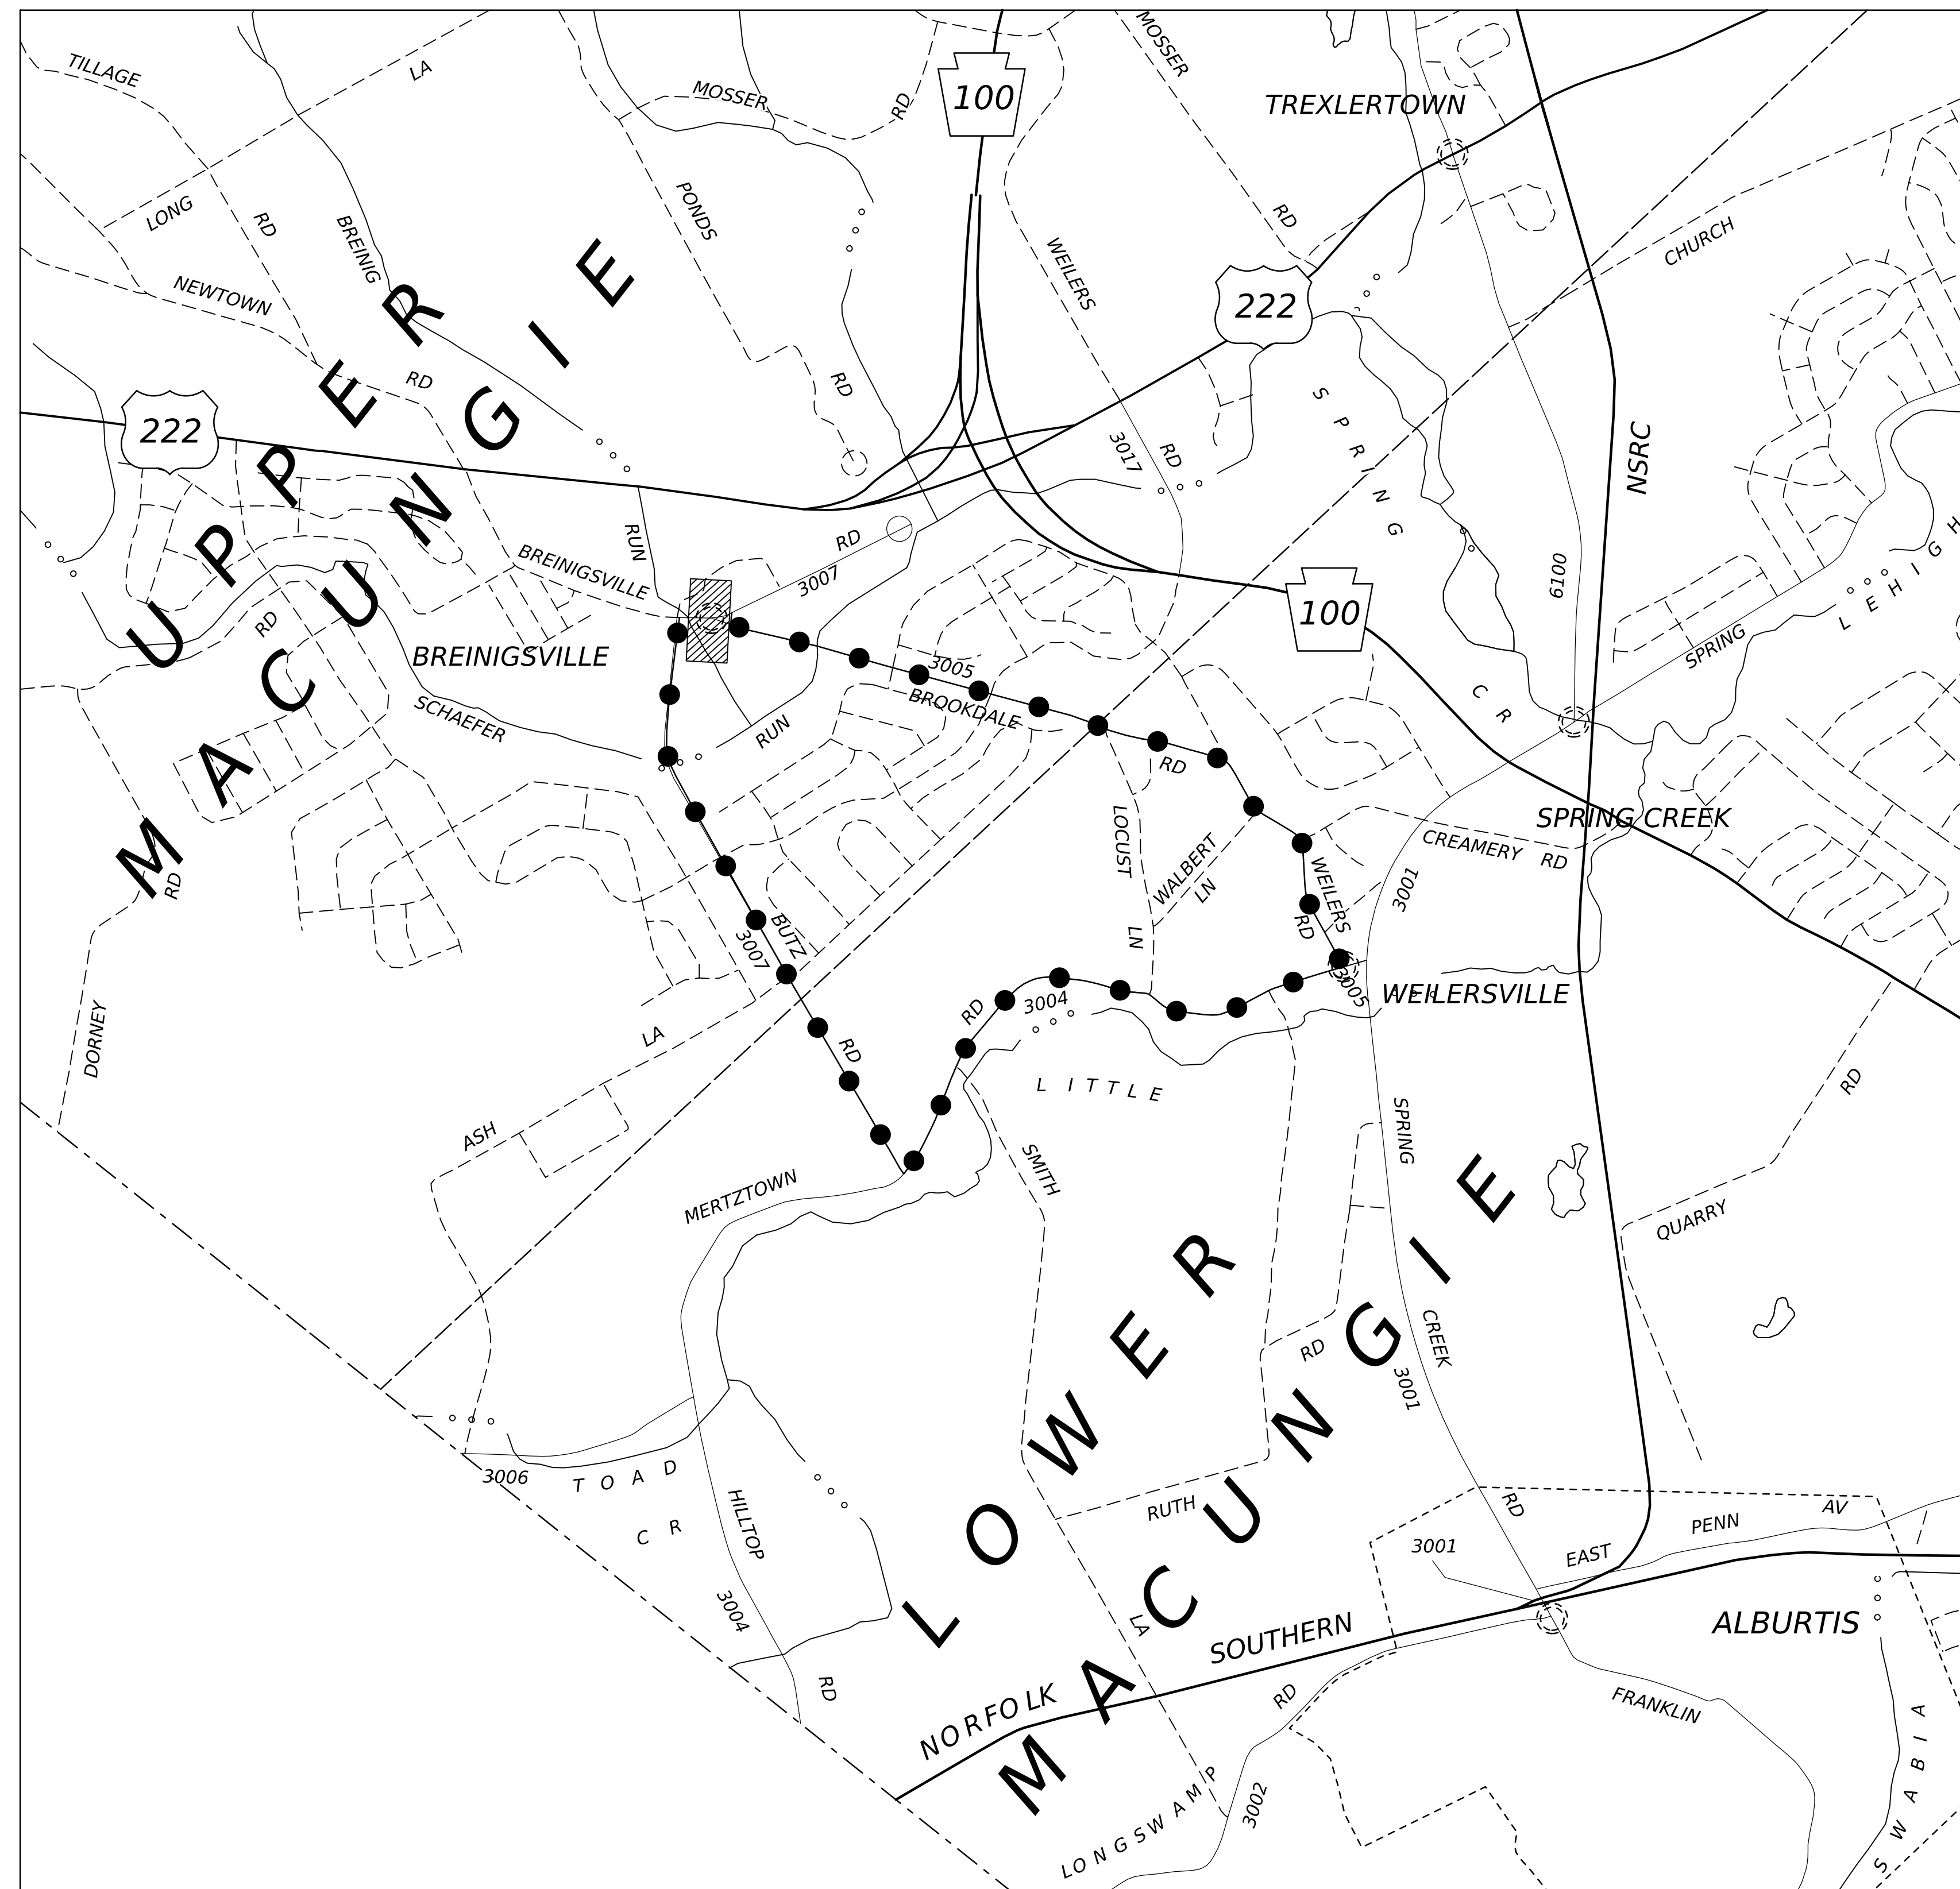 TILLAGE
RD
LONG
LA
BREINIG
RUN
NEWTOWN
RD
MOSSER
RD
PONDS
RD
100
WEILERS
3017
RD
MOSSER
RD
TREXLERTOWN
222
222
CHURCH
NSRC
6100
SPRING
CR
LEHIGH
UPPER
MACUNGIE
BREINIGSVILLE
BREINIGSVILLE
3007
RD
RD
SCHAEFER
RUN
3005
BROOKDALE
RD
100
SPRING
SPRING CREEK
CREAMERY RD
3001
LOCUST
LN
WALBERT
LN
WEILERS
RD
3005
WEILERSVILLE
BUTZ
3007
RD
RD
3004
LITTLE
DORNEY
RD
ASH
LA
MERTZTOWN
SMITH
LA
SPRING
CREEK
3001
RD
RD
QUARRY
RD
LOWER
MACUNGIE
3006
TOAD
CR
HILLTOP
3004
RD
RUTH
3001
EAST
PENN
AV
ALBURTIS
NORFOLK
SOUTHERN
RD
LONGSWAMP
3002
FRANKLIN
SWABIA